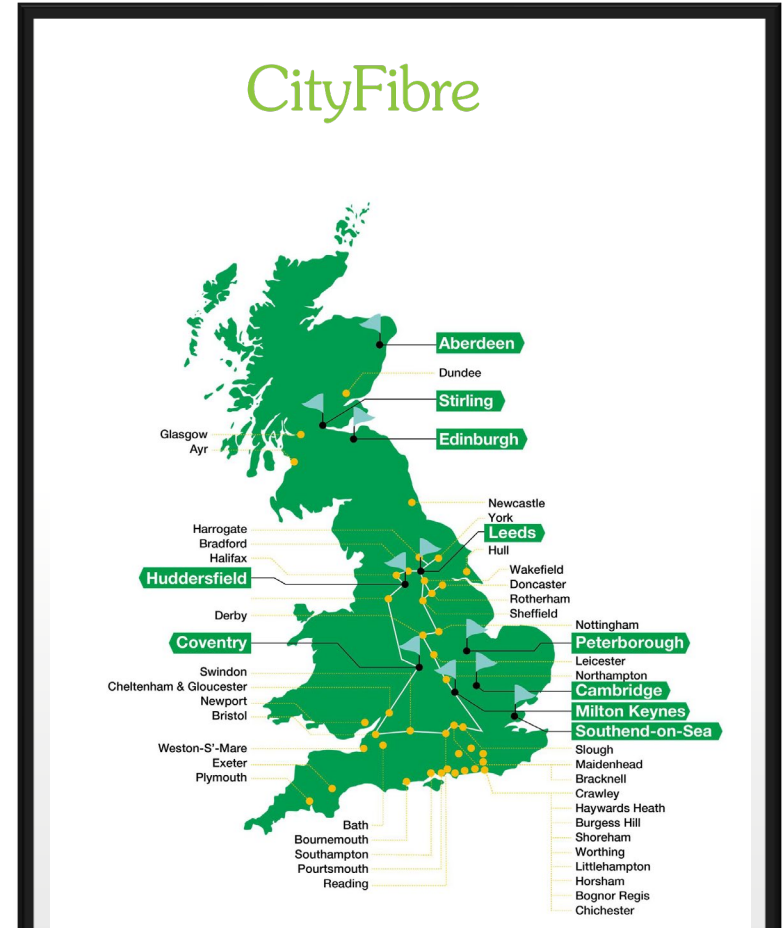 CityFibre
Aberdeen
Dundee
Stirling
Edinburgh
Glasgow
Ayr
Newcastle
York
Leeds
Hull
Harrogate
Bradford
Halifax
Huddersfield
Wakefield
Doncaster
Rotherham
Sheffield
Derby
Nottingham
Coventry
Peterborough
Leicester
Northampton
Cambridge
Milton Keynes
Southend-on-Sea
Swindon
Cheltenham & Gloucester
Newport
Bristol
Weston-S'-Mare
Exeter
Plymouth
Slough
Maidenhead
Bracknell
Crawley
Haywards Heath
Burgess Hill
Shoreham
Worthing
Littlehampton
Horsham
Bognor Regis
Chichester
Bath
Bournemouth
Southampton
Pourtsmouth
Reading